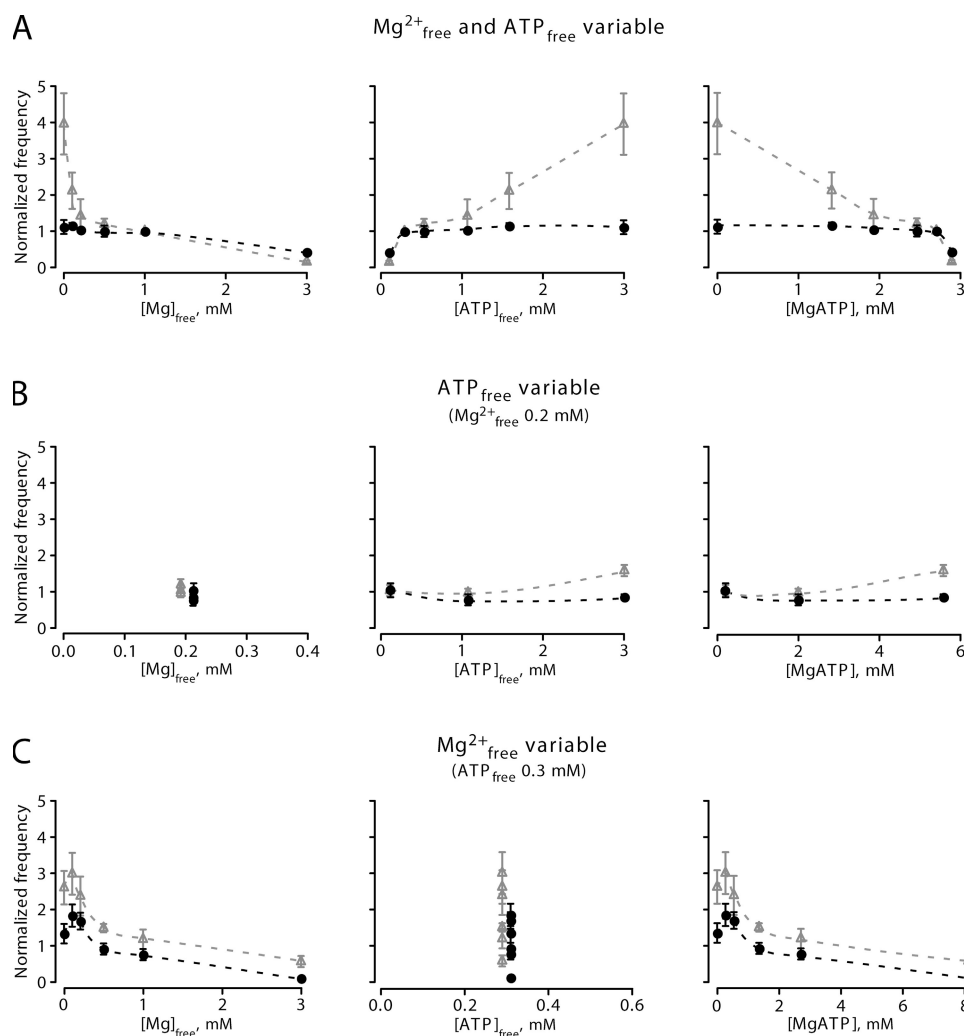 A
Mg²⁺free and ATPfree variable
Normalized frequency
5
4
3
2
1
0
0 1 2 3
[Mg]free, mM
0 1 2 3
[ATP]free, mM
0 1 2 3
[MgATP], mM
B
ATPfree variable
(Mg²⁺free 0.2 mM)
Normalized frequency
5
4
3
2
1
0
0.0 0.1 0.2 0.3 0.4
[Mg]free, mM
0 1 2 3
[ATP]free, mM
0 2 4 6
[MgATP], mM
C
Mg²⁺free variable
(ATPfree 0.3 mM)
Normalized frequency
5
4
3
2
1
0
0 1 2 3
[Mg]free, mM
0.0 0.2 0.4 0.6
[ATP]free, mM
0 2 4 6 8
[MgATP], mM